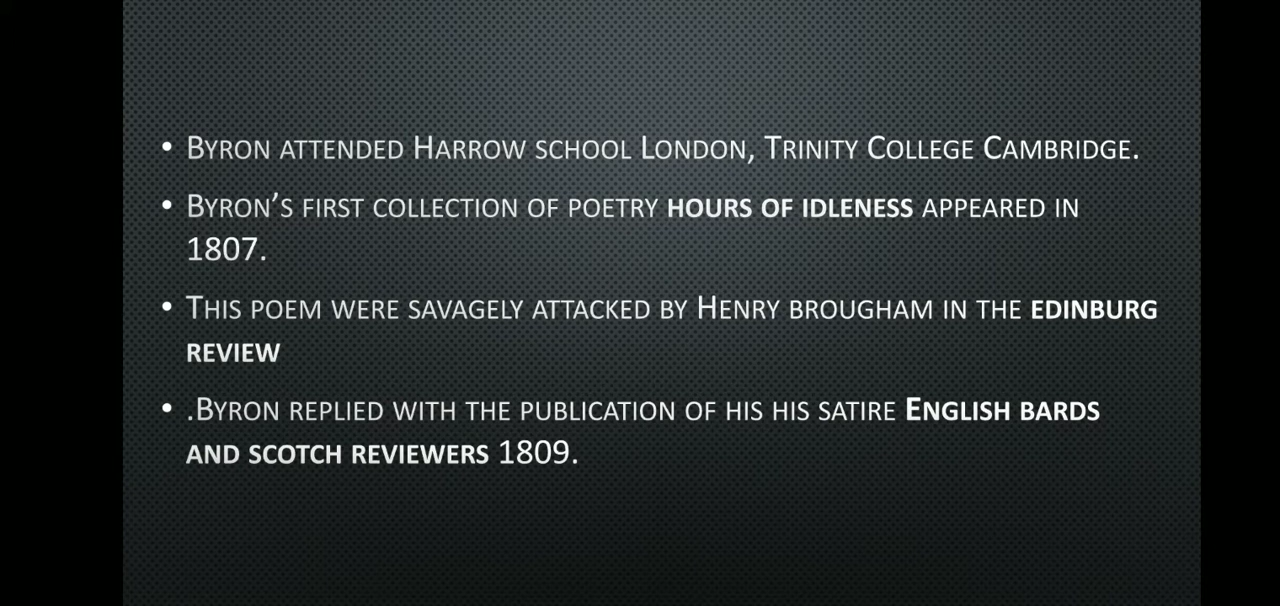 • Byron attended Harrow school London, Trinity College Cambridge.
• Byron's first collection of poetry hours of idleness appeared in
1807.
• This poem were savagely attacked by Henry brougham in the edinburg
review
• .Byron replied with the publication of his his satire English bards
and scotch reviewers 1809.